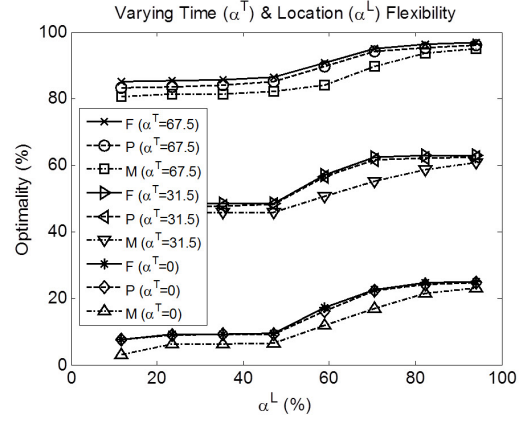 Varying Time (α^T) & Location (α^L) Flexibility
100
80
60
40
20
0
Optimality (%)
F (α^T=67.5)
P (α^T=67.5)
M (α^T=67.5)
F (α^T=31.5)
P (α^T=31.5)
M (α^T=31.5)
F (α^T=0)
P (α^T=0)
M (α^T=0)
0 20 40 60 80 100
α^L (%)